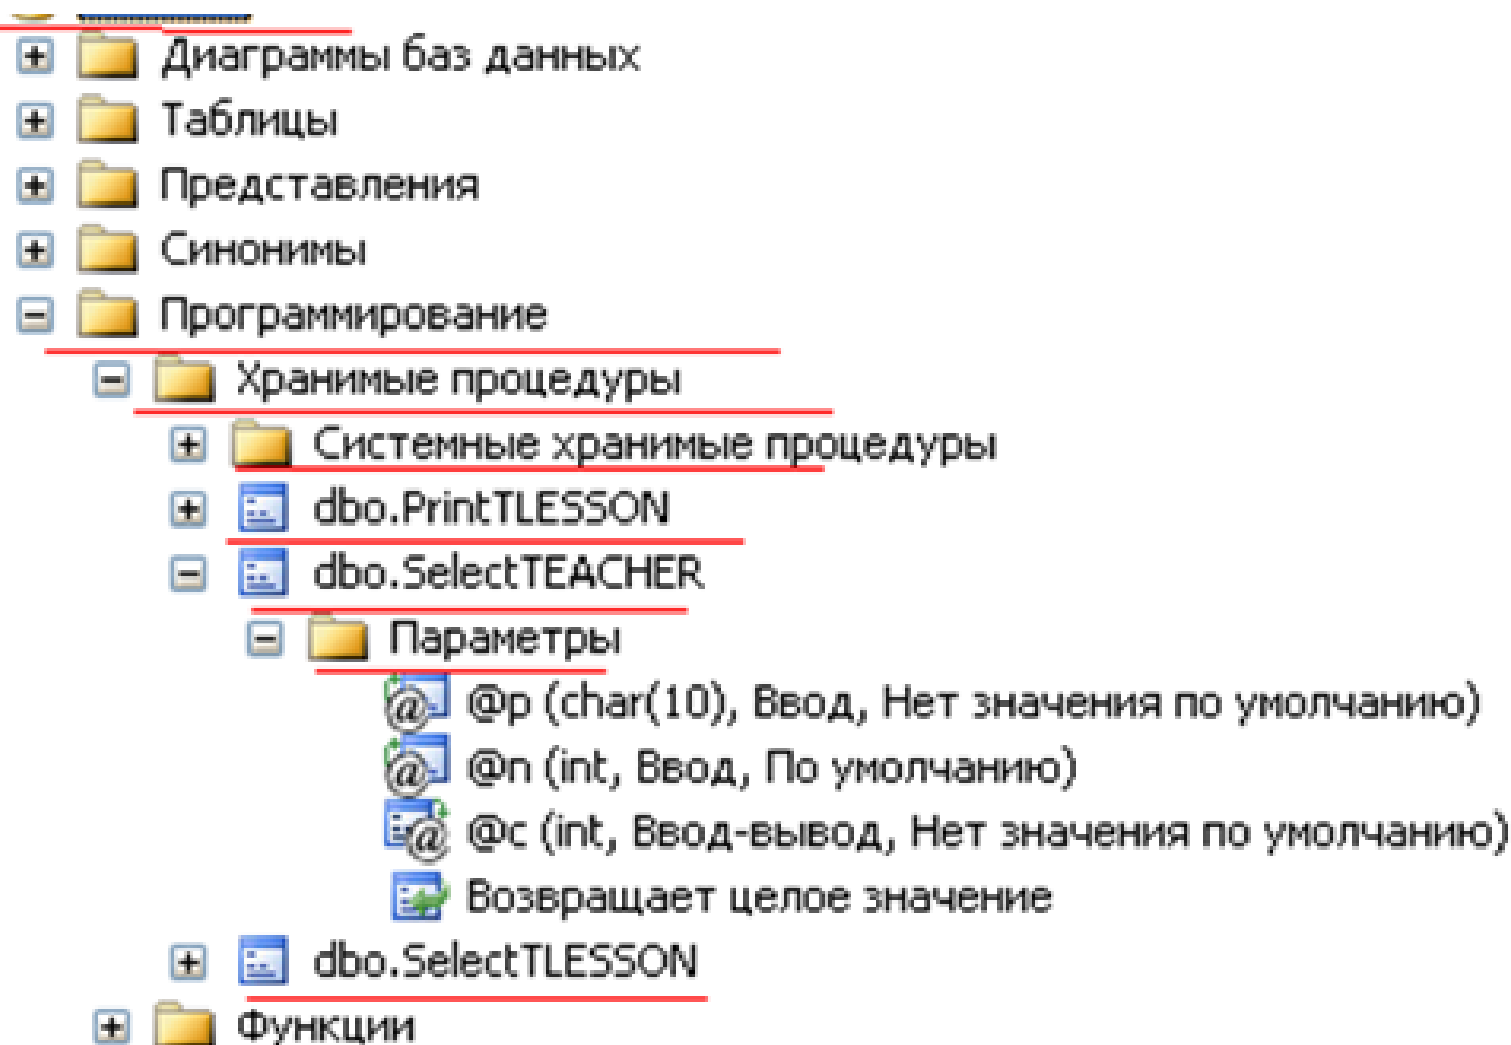 Диаграммы баз данных
Таблицы
Представления
Синонимы
Программирование
Хранимые процедуры
Системные хранимые процедуры
dbo.PrintTLESSON
dbo.SelectTEACHER
Параметры
@p (char(10), Ввод, Нет значения по умолчанию)
@n (int, Ввод, По умолчанию)
@c (int, Ввод-вывод, Нет значения по умолчанию)
Возвращает целое значение
dbo.SelectTLESSON
Функции